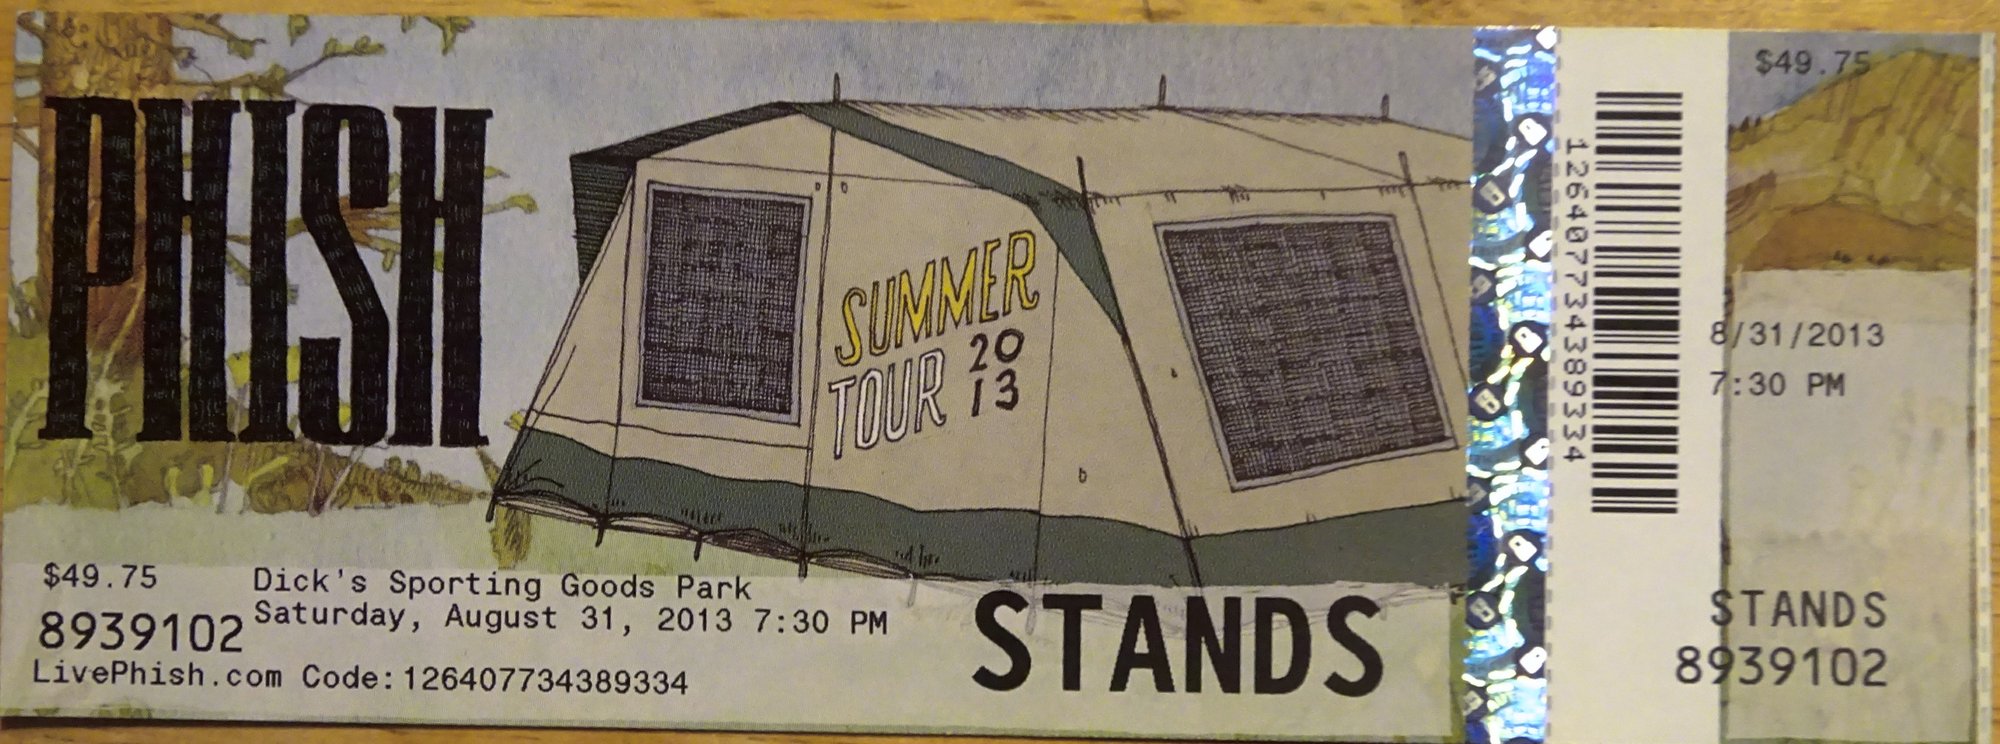 PHISH
SUMMER
TOUR
20
13
$49.75
Dick's Sporting Goods Park
8939102
Saturday, August 31, 2013 7:30 PM
LivePhish.com Code:126407734389334
STANDS
126407734389334
$49.75
8/31/2013
7:30 PM
STANDS
8939102